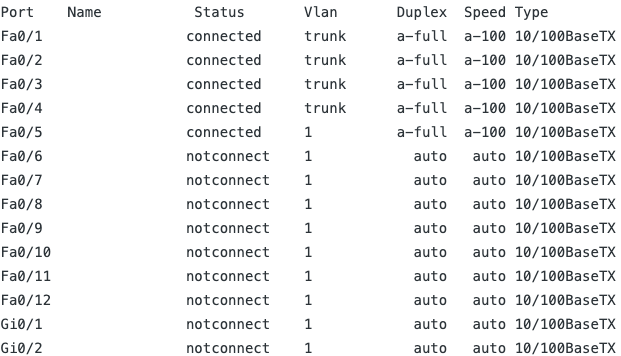 Port    Name           Status       Vlan       Duplex  Speed Type
Fa0/1                 connected     trunk      a-full  a-100 10/100BaseTX
Fa0/2                 connected     trunk      a-full  a-100 10/100BaseTX
Fa0/3                 connected     trunk      a-full  a-100 10/100BaseTX
Fa0/4                 connected     trunk      a-full  a-100 10/100BaseTX
Fa0/5                 connected     1          a-full  a-100 10/100BaseTX
Fa0/6                 notconnect    1            auto   auto 10/100BaseTX
Fa0/7                 notconnect    1            auto   auto 10/100BaseTX
Fa0/8                 notconnect    1            auto   auto 10/100BaseTX
Fa0/9                 notconnect    1            auto   auto 10/100BaseTX
Fa0/10                notconnect    1            auto   auto 10/100BaseTX
Fa0/11                notconnect    1            auto   auto 10/100BaseTX
Fa0/12                notconnect    1            auto   auto 10/100BaseTX
Gi0/1                 notconnect    1            auto   auto 10/100BaseTX
Gi0/2                 notconnect    1            auto   auto 10/100BaseTX